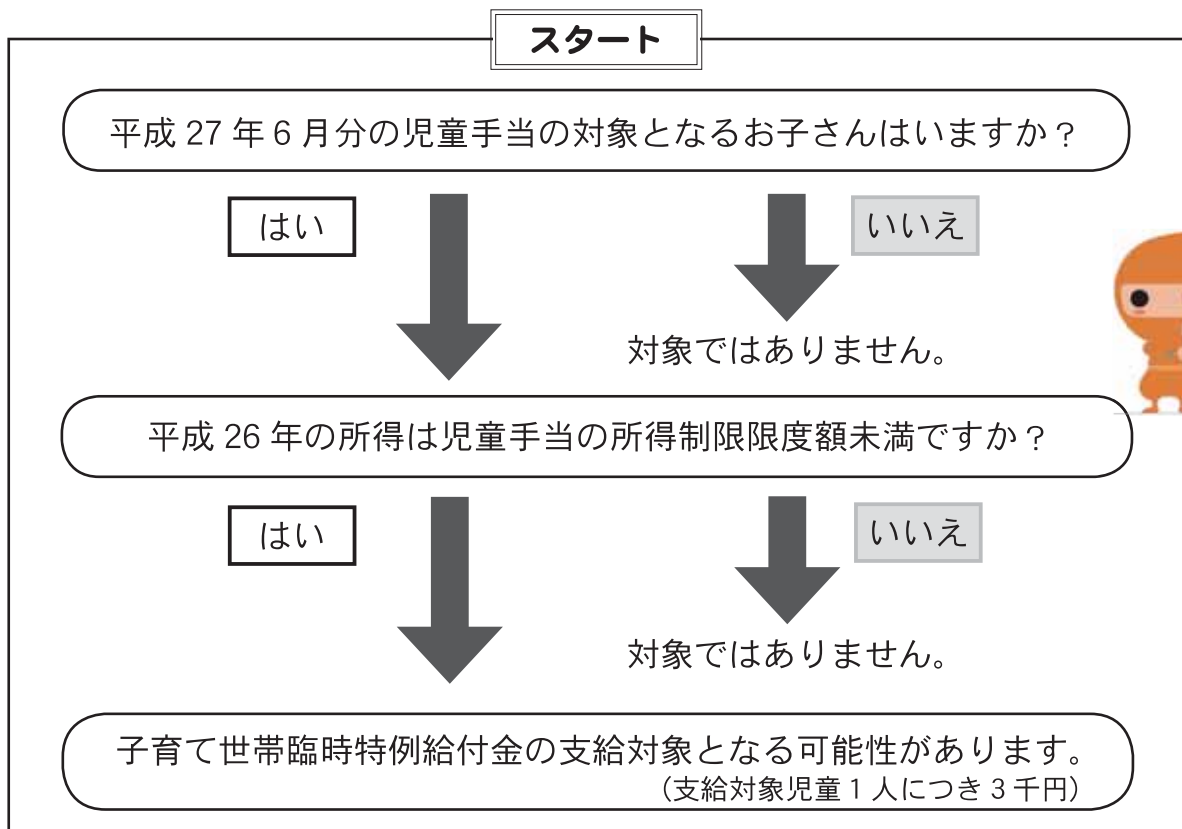 スタート
平成 27 年 6 月分の児童手当の対象となるお子さんはいますか？
はい
いいえ
対象ではありません。
平成 26 年の所得は児童手当の所得制限限度額未満ですか？
はい
いいえ
対象ではありません。
子育て世帯臨時特例給付金の支給対象となる可能性があります。
（支給対象児童 1 人につき 3 千円）